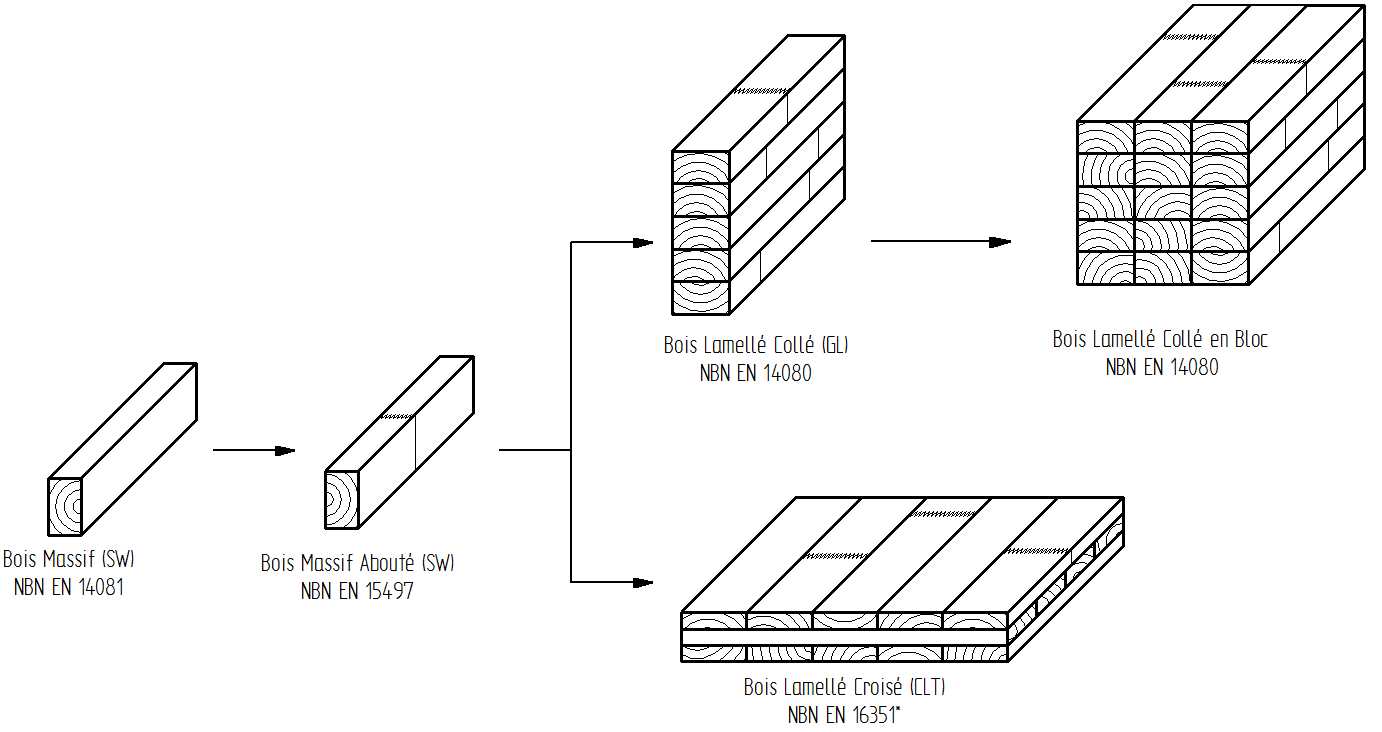 Bois Massif (SW)
NBN EN 14081
Bois Massif Abouté (SW)
NBN EN 15497
Bois Lamellé Collé (GL)
NBN EN 14080
Bois Lamellé Collé en Bloc
NBN EN 14080
Bois Lamellé Croisé (CLT)
NBN EN 16351*